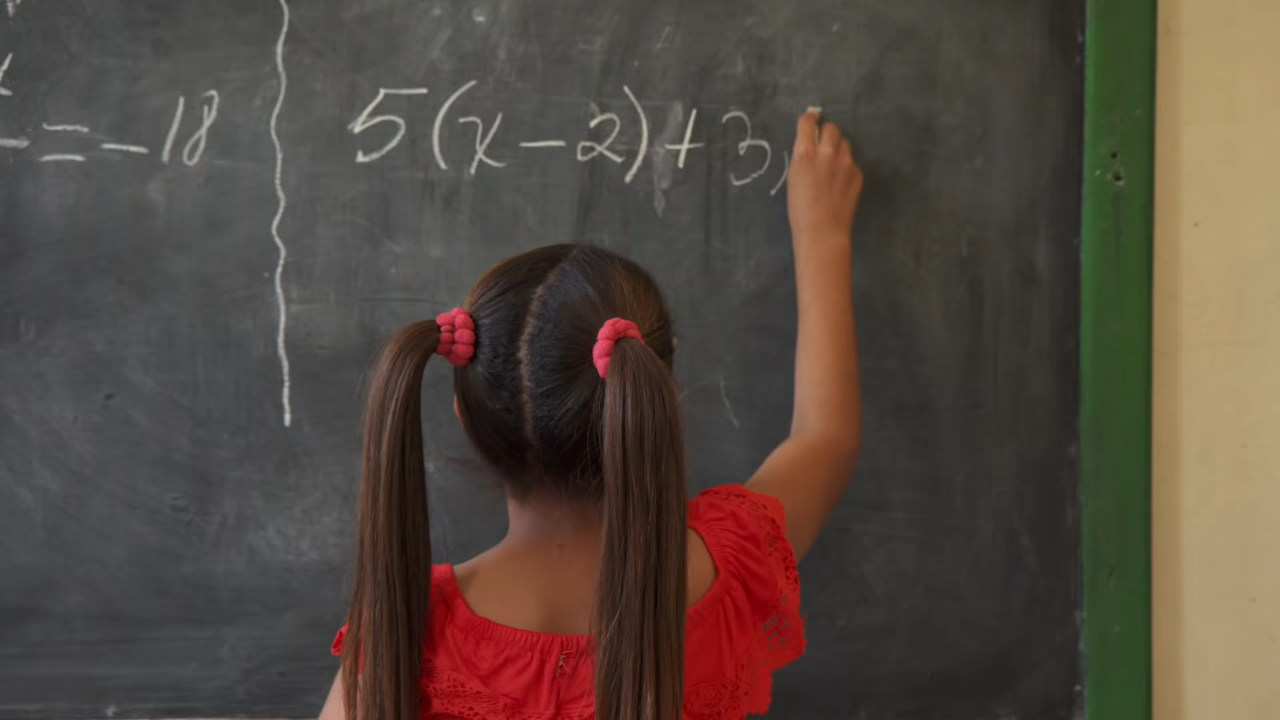 = -18
5(x-2)+3